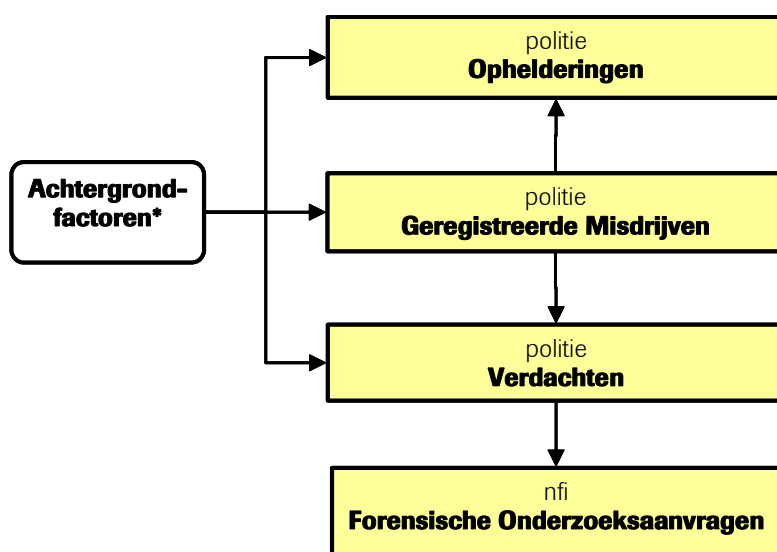 politie
Ophelderingen
Achtergrond-
factoren*
politie
Geregistreerde Misdrijven
politie
Verdachten
nfi
Forensische Onderzoeksaanvragen